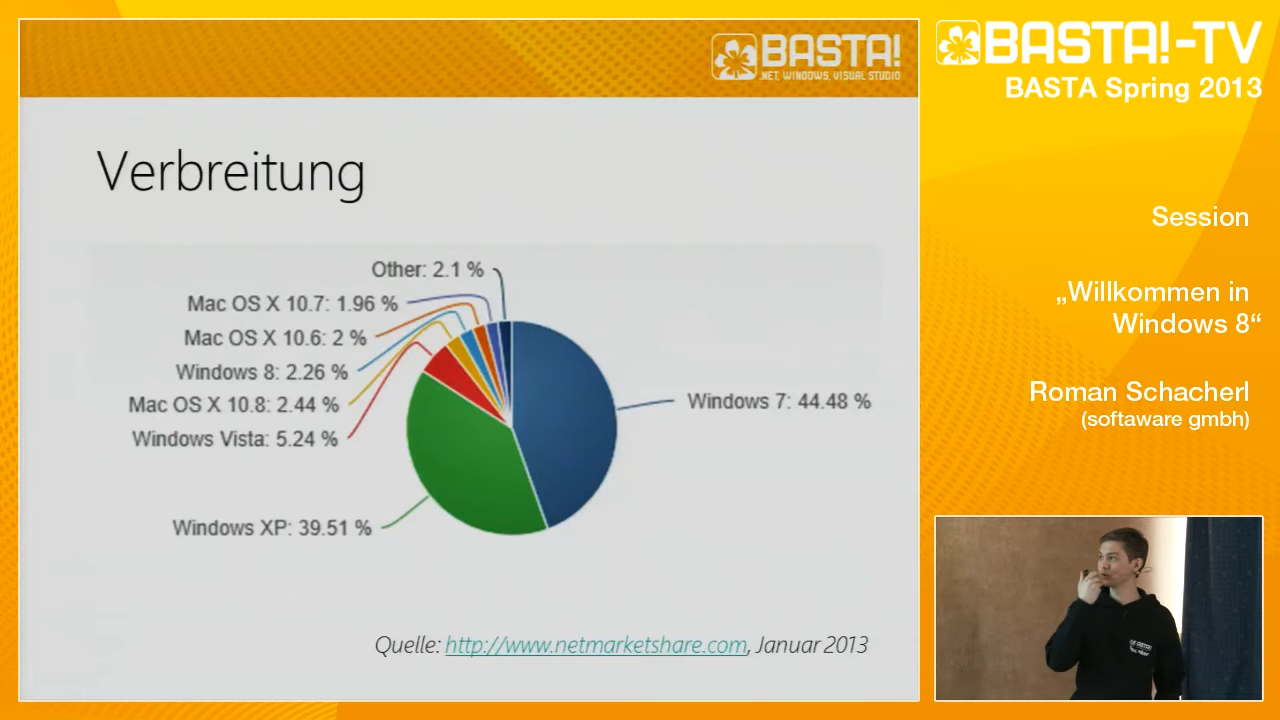 BASTA!
.NET, WINDOWS, VISUAL STUDIO
Verbreitung
Other: 2.1 %
Mac OS X 10.7: 1.96 %
Mac OS X 10.6: 2 %
Windows 8: 2.26 %
Mac OS X 10.8: 2.44 %
Windows Vista: 5.24 %
Windows XP: 39.51 %
Windows 7: 44.48 %
Quelle: http://www.netmarketshare.com, Januar 2013
BASTA!-TV
BASTA Spring 2013
Session
„Willkommen in
Windows 8“
Roman Schacherl
(softaware gmbh)
BASTA!